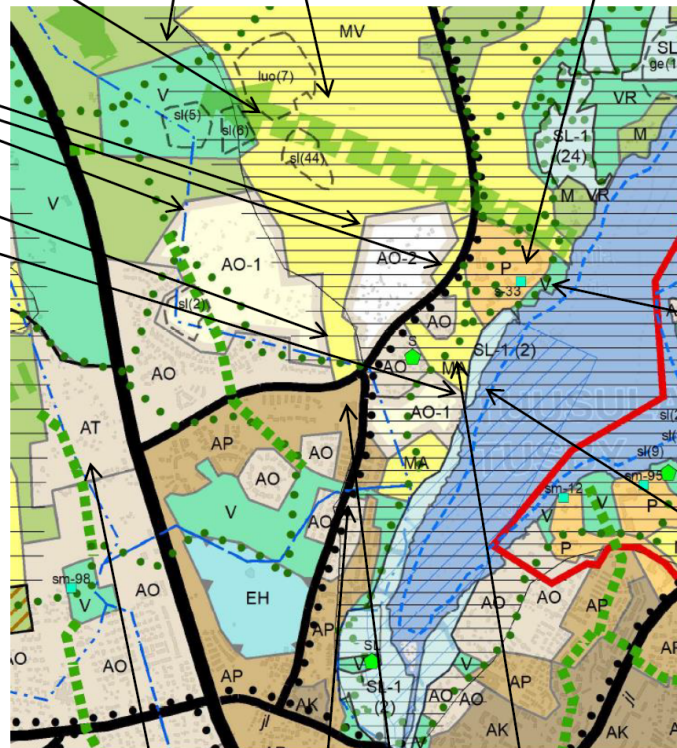 MV
SL
ge(1
luo(7)
V
VR
sl(5)
sl(6)
SL-1
(24)
M
sl(44)
V
M VR
AO-1
AO-2
P
s-33
V
sl(2)
AO
SL-1 (2)
S
AO
AO
MA
AO-1
AT
AP
AO
MA
sl(9)
AO
sm-95
sm-12
V
AO
V
P
P
sm-98
EH
AO
V
AO
AO
AP
AP
SL
V
V
AO
AP
AP
SL-1
(2)
AO
AO
AK
jl
AK
AK
jl